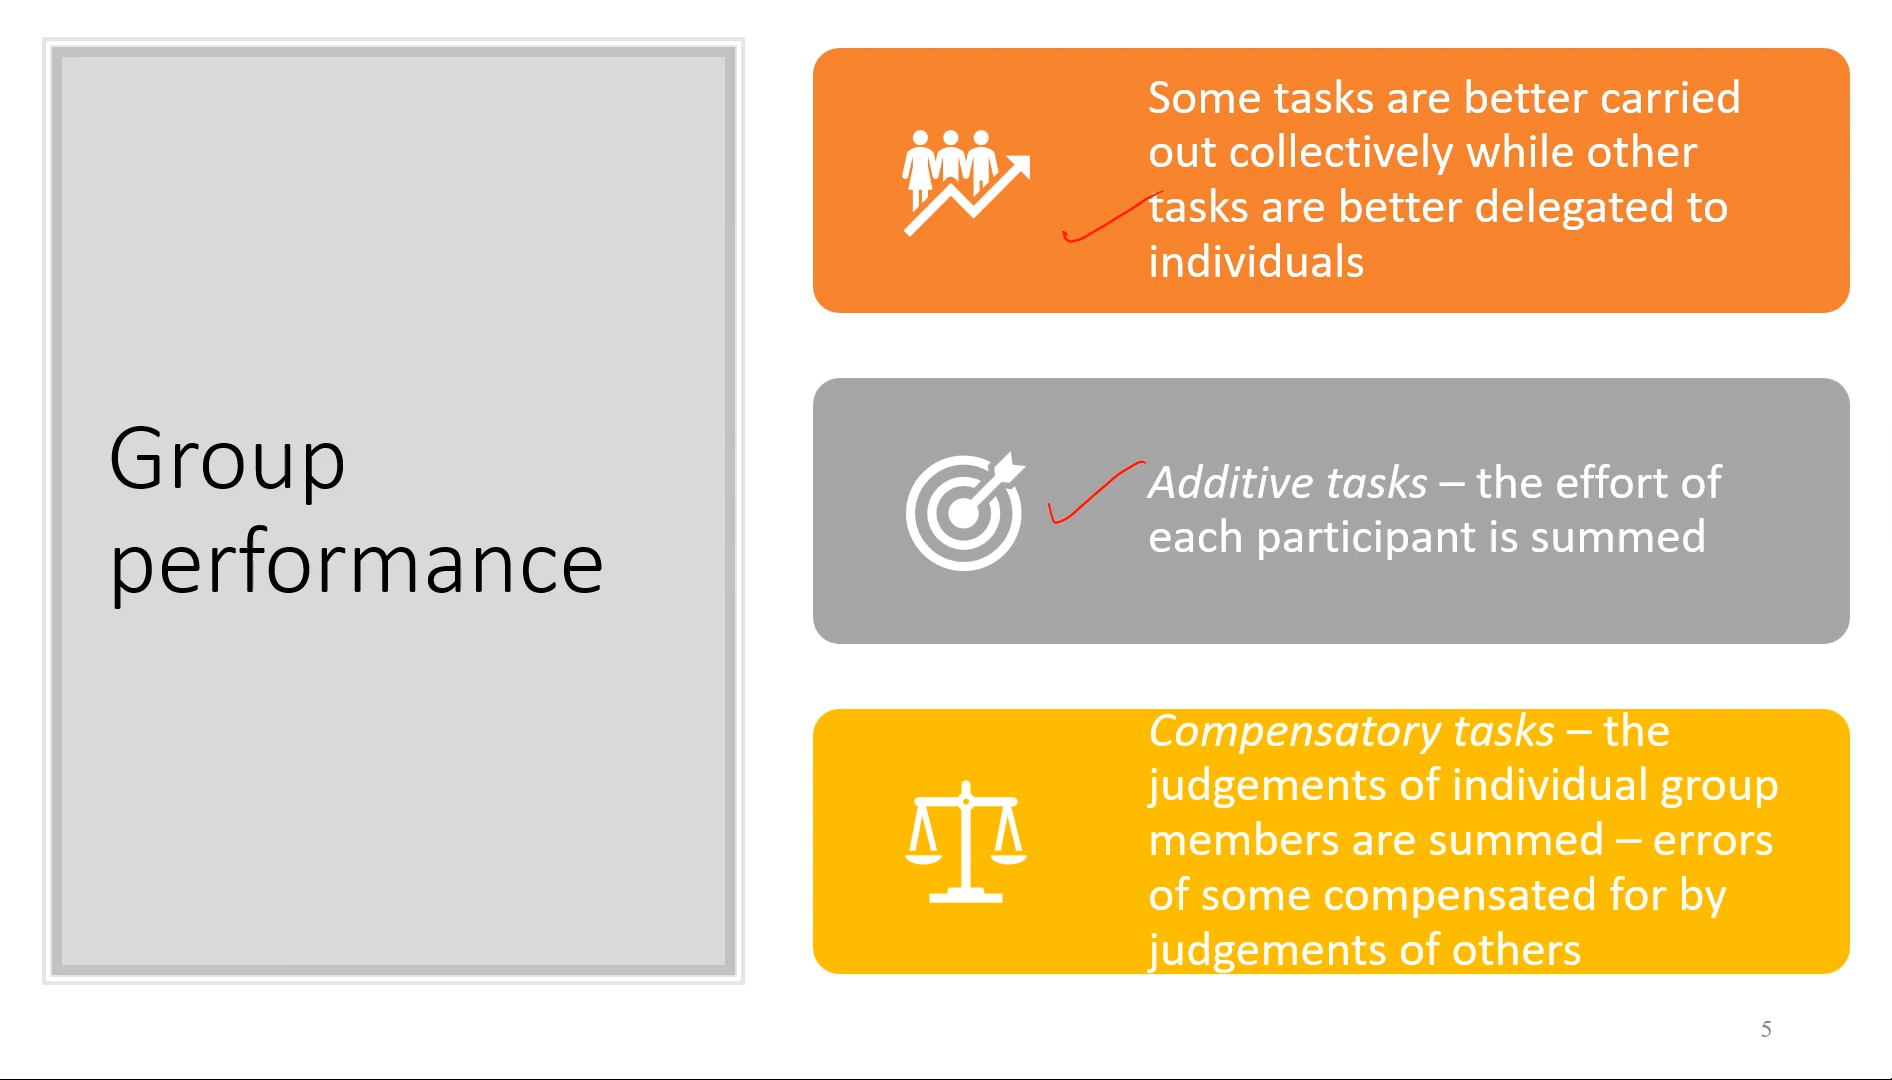 Group
performance
Some tasks are better carried
out collectively while other
tasks are better delegated to
individuals
Additive tasks – the effort of
each participant is summed
Compensatory tasks – the
judgements of individual group
members are summed – errors
of some compensated for by
judgements of others
5